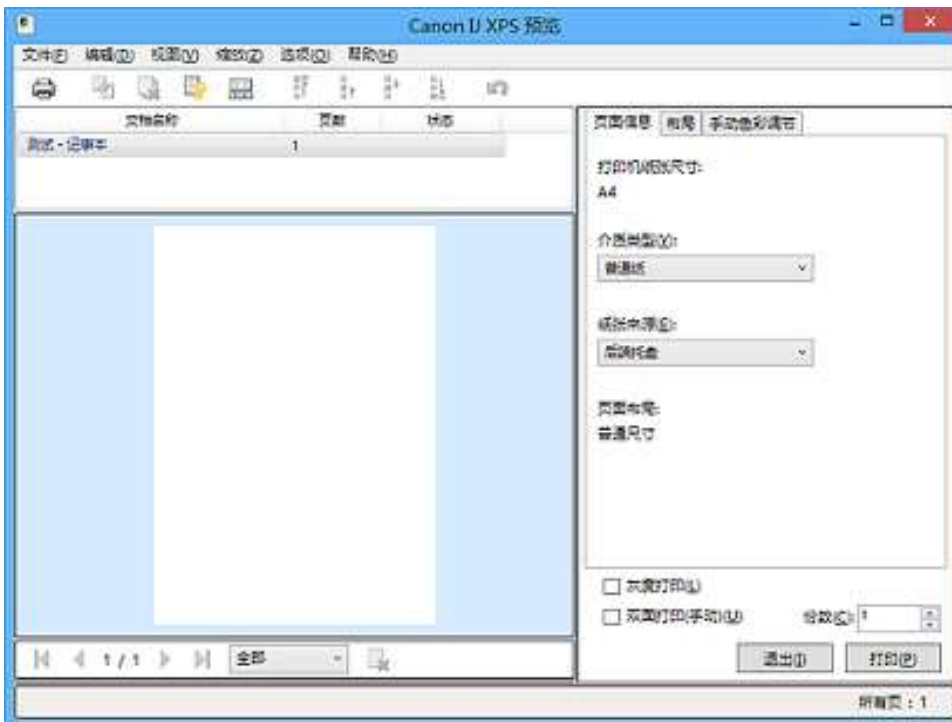 Canon IJ XPS 预览
文件(F) 编辑(D) 视图(V) 缩放(Z) 选项(O) 帮助(H)
文档名称 页数 状态
测试 - 记事本 1
页面信息 布局 手动色彩调节
打印机纸张尺寸:
A4
介质类型(Y):
普通纸
纸张来源(E):
后端托盘
页面布局:
普通尺寸
灰度打印(L)
双面打印(手动)(U) 份数(C): 1
1 / 1 全部
退出(I) 打印(P)
所有页：1